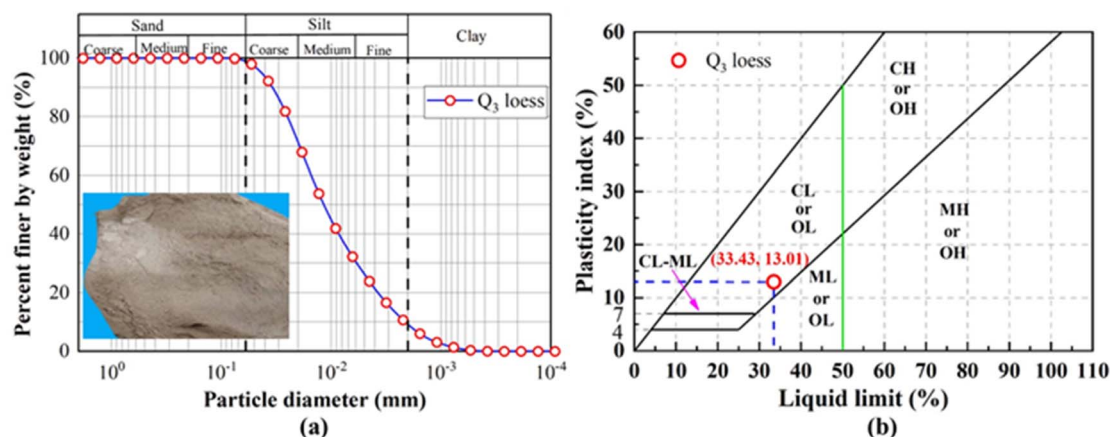 Sand Silt Clay
Coarse Medium Fine Coarse Medium Fine
100
80
60
40
20
0
Percent finer by weight (%)
Q₃ loess
10⁰ 10⁻¹ 10⁻² 10⁻³ 10⁻⁴
Particle diameter (mm)
(a)
60
50
40
30
20
10
7
4
0
Plasticity index (%)
Q₃ loess
CH
or
OH
CL
or
OL
MH
or
OH
CL-ML
(33.43, 13.01)
ML
or
OL
0 10 20 30 40 50 60 70 80 90 100 110
Liquid limit (%)
(b)